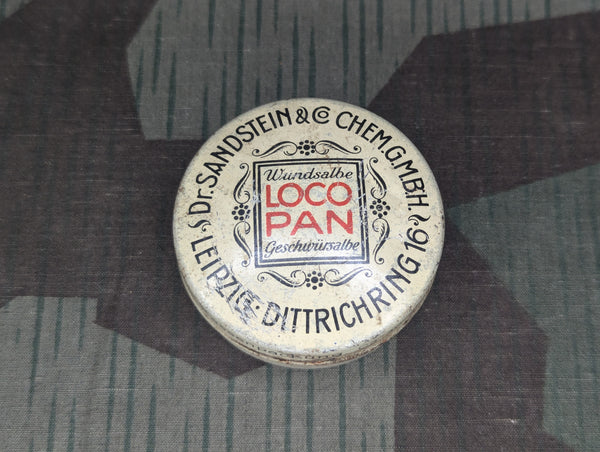 Dr. SANDSTEIN & Co CHEM. G.M.B.H.
Wundsalbe
LOCO
PAN
Geschwürsalbe
LEIPZIG · DITTRICHRING 16